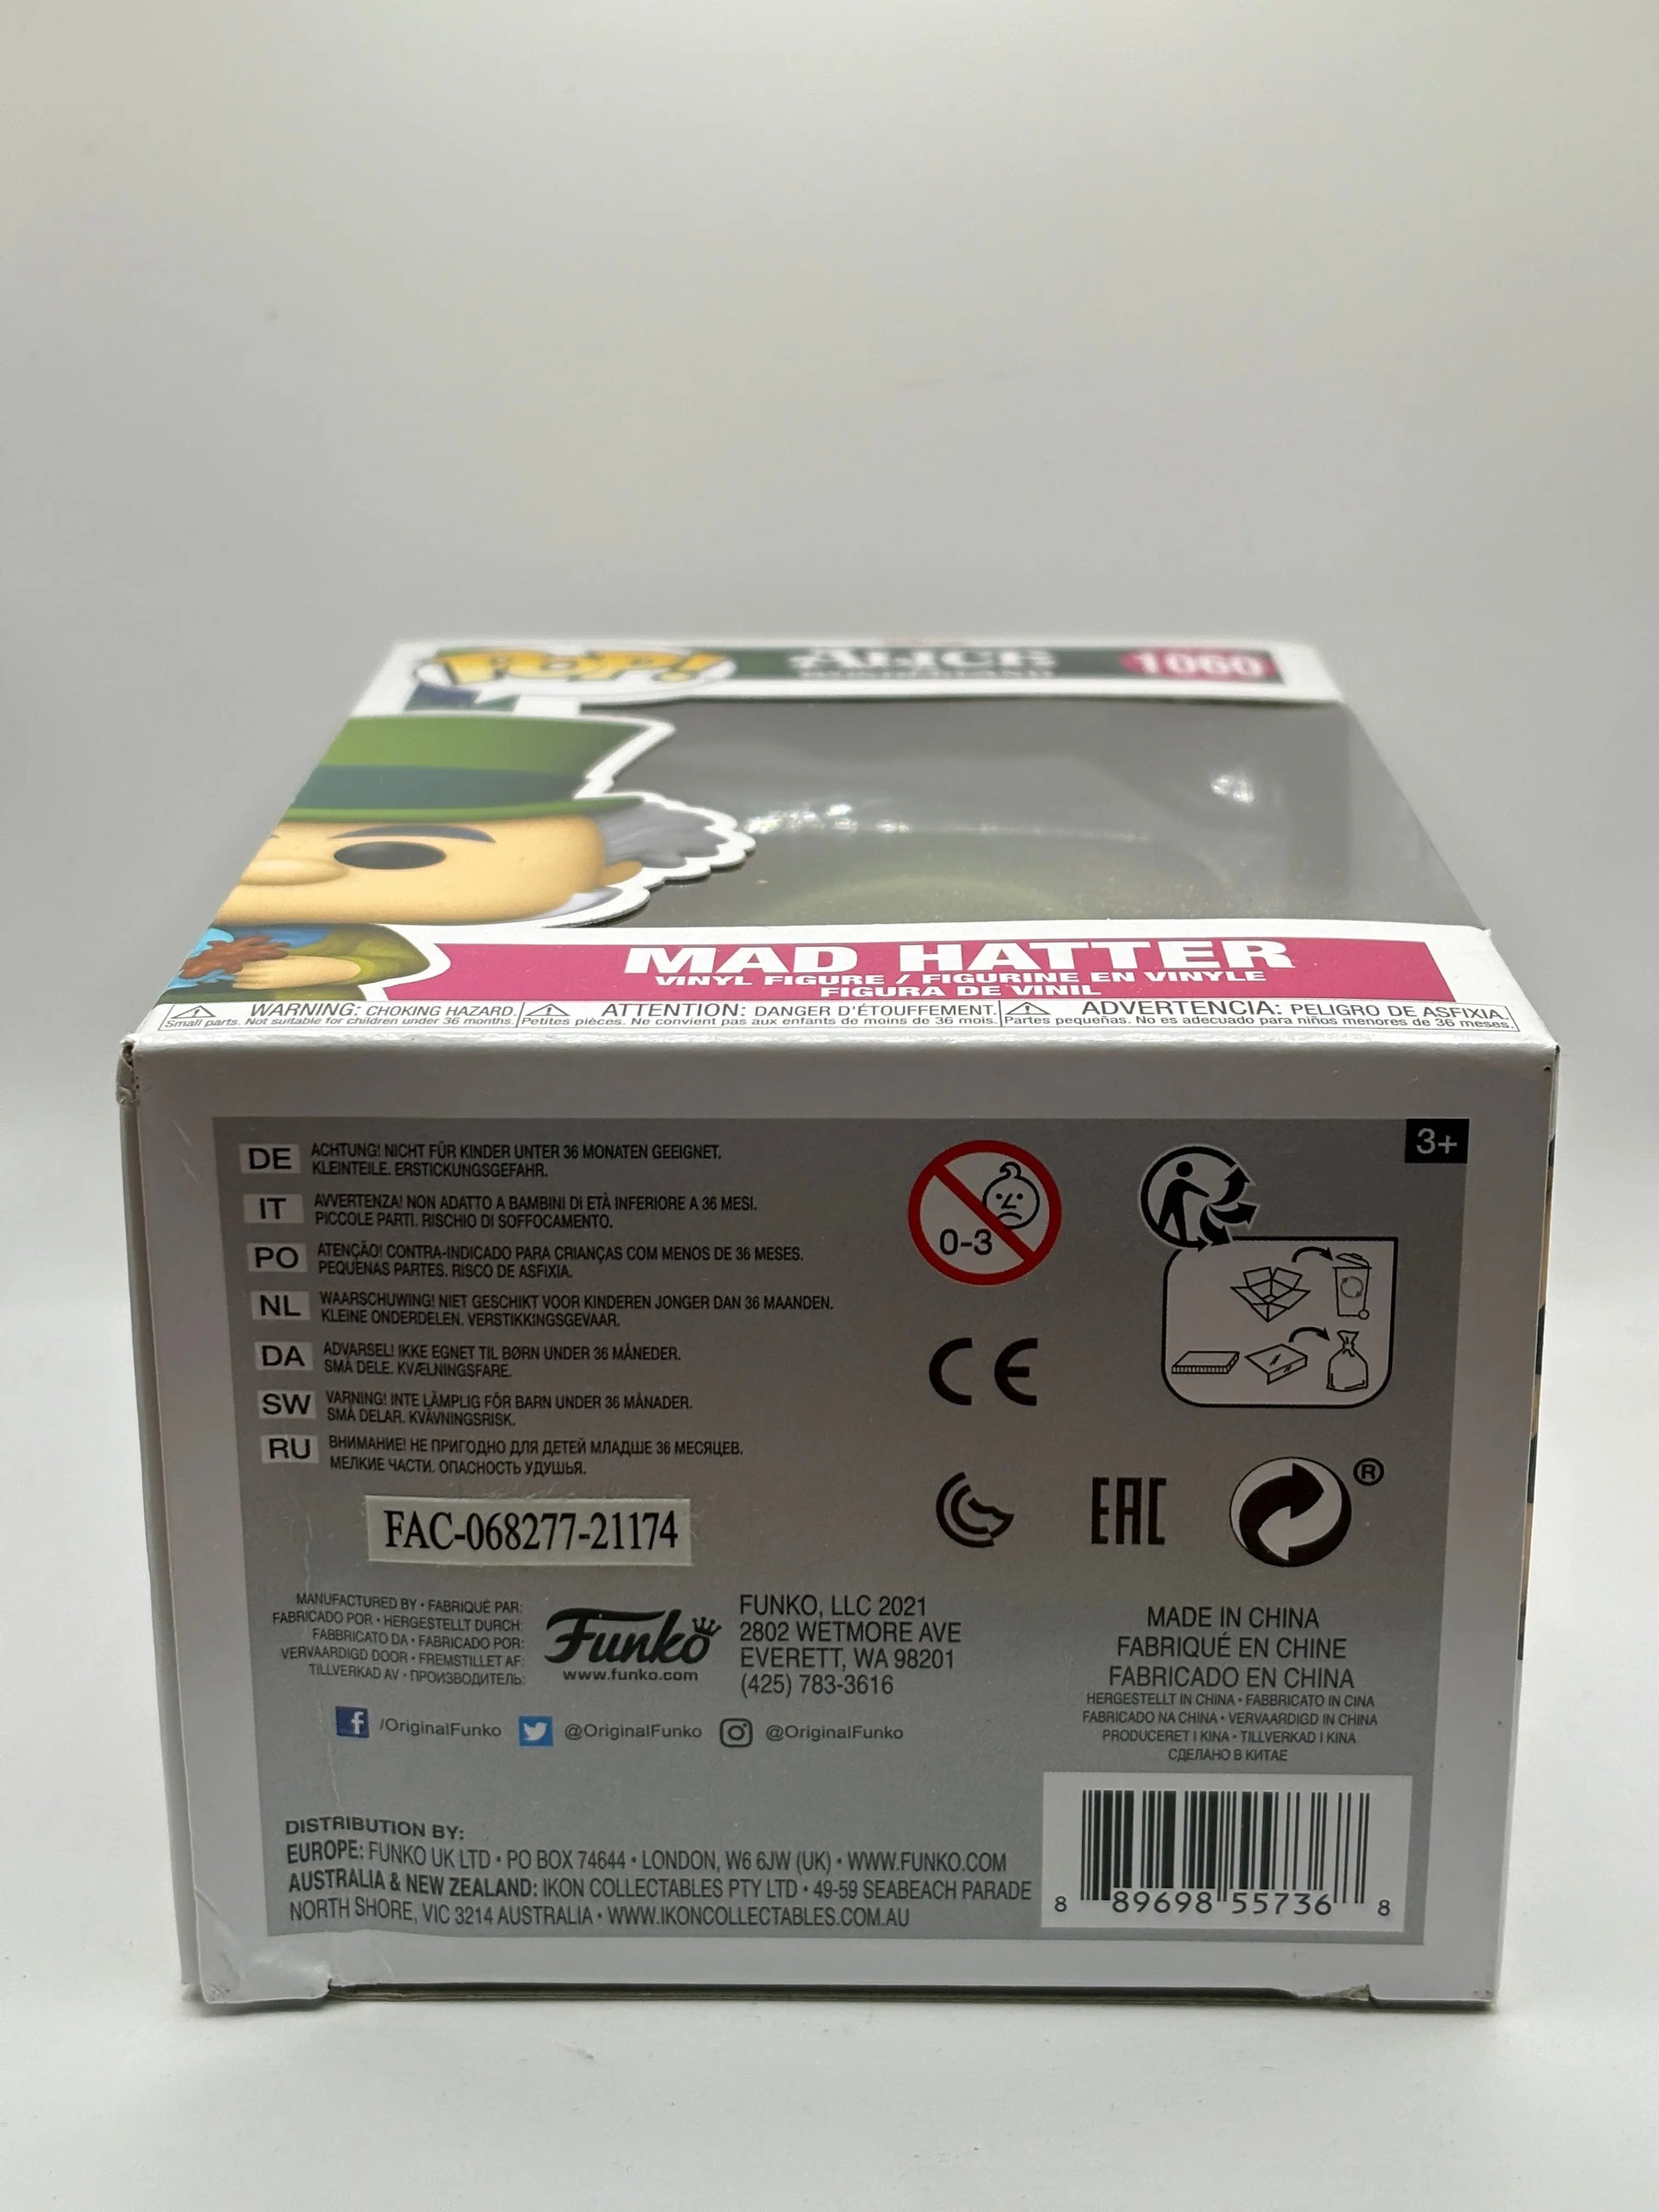 POP!
ALICE
WONDERLAND
1060
MAD HATTER
VINYL FIGURE / FIGURINE EN VINYLE
FIGURA DE VINIL
WARNING: CHOKING HAZARD.
Small parts. Not suitable for children under 36 months.
ATTENTION: DANGER D'ÉTOUFFEMENT.
Petites pièces. Ne convient pas aux enfants de moins de 36 mois.
ADVERTENCIA: PELIGRO DE ASFIXIA.
Partes pequeñas. No es adecuado para niños menores de 36 meses.
3+
DE ACHTUNG! NICHT FÜR KINDER UNTER 36 MONATEN GEEIGNET.
KLEINTEILE. ERSTICKUNGSGEFAHR.
IT AVVERTENZA! NON ADATTO A BAMBINI DI ETÀ INFERIORE A 36 MESI.
PICCOLE PARTI. RISCHIO DI SOFFOCAMENTO.
PO ATENÇÃO! CONTRA-INDICADO PARA CRIANÇAS COM MENOS DE 36 MESES.
PEQUENAS PARTES. RISCO DE ASFIXIA.
NL WAARSCHUWING! NIET GESCHIKT VOOR KINDEREN JONGER DAN 36 MAANDEN.
KLEINE ONDERDELEN. VERSTIKKINGSGEVAAR.
DA ADVARSEL! IKKE EGNET TIL BØRN UNDER 36 MÅNEDER.
SMÅ DELE. KVÆLNINGSFARE.
SW VARNING! INTE LÄMPLIG FÖR BARN UNDER 36 MÅNADER.
SMÅ DELAR. KVÄVNINGSRISK.
RU ВНИМАНИЕ! НЕ ПРИГОДНО ДЛЯ ДЕТЕЙ МЛАДШЕ 36 МЕСЯЦЕВ.
МЕЛКИЕ ЧАСТИ. ОПАСНОСТЬ УДУШЬЯ.
0-3
CE
EAC
®
FAC-068277-21174
MANUFACTURED BY • FABRIQUÉ PAR:
FABRICADO POR • HERGESTELLT DURCH:
FABBRICATO DA • FABRICADO POR:
VERVAARDIGD DOOR • FREMSTILLET AF:
TILLVERKAD AV • ПРОИЗВОДИТЕЛЬ:
Funko
www.funko.com
FUNKO, LLC 2021
2802 WETMORE AVE
EVERETT, WA 98201
(425) 783-3616
MADE IN CHINA
FABRIQUÉ EN CHINE
FABRICADO EN CHINA
HERGESTELLT IN CHINA • FABBRICATO IN CINA
FABRICADO NA CHINA • VERVAARDIGD IN CHINA
PRODUCERET I KINA • TILLVERKAD I KINA
СДЕЛАНО В КИТАЕ
f /OriginalFunko @OriginalFunko @OriginalFunko
DISTRIBUTION BY:
EUROPE: FUNKO UK LTD • PO BOX 74644 • LONDON, W6 6JW (UK) • WWW.FUNKO.COM
AUSTRALIA & NEW ZEALAND: IKON COLLECTABLES PTY LTD • 49-59 SEABEACH PARADE
NORTH SHORE, VIC 3214 AUSTRALIA • WWW.IKONCOLLECTABLES.COM.AU
8 89698 55736 8